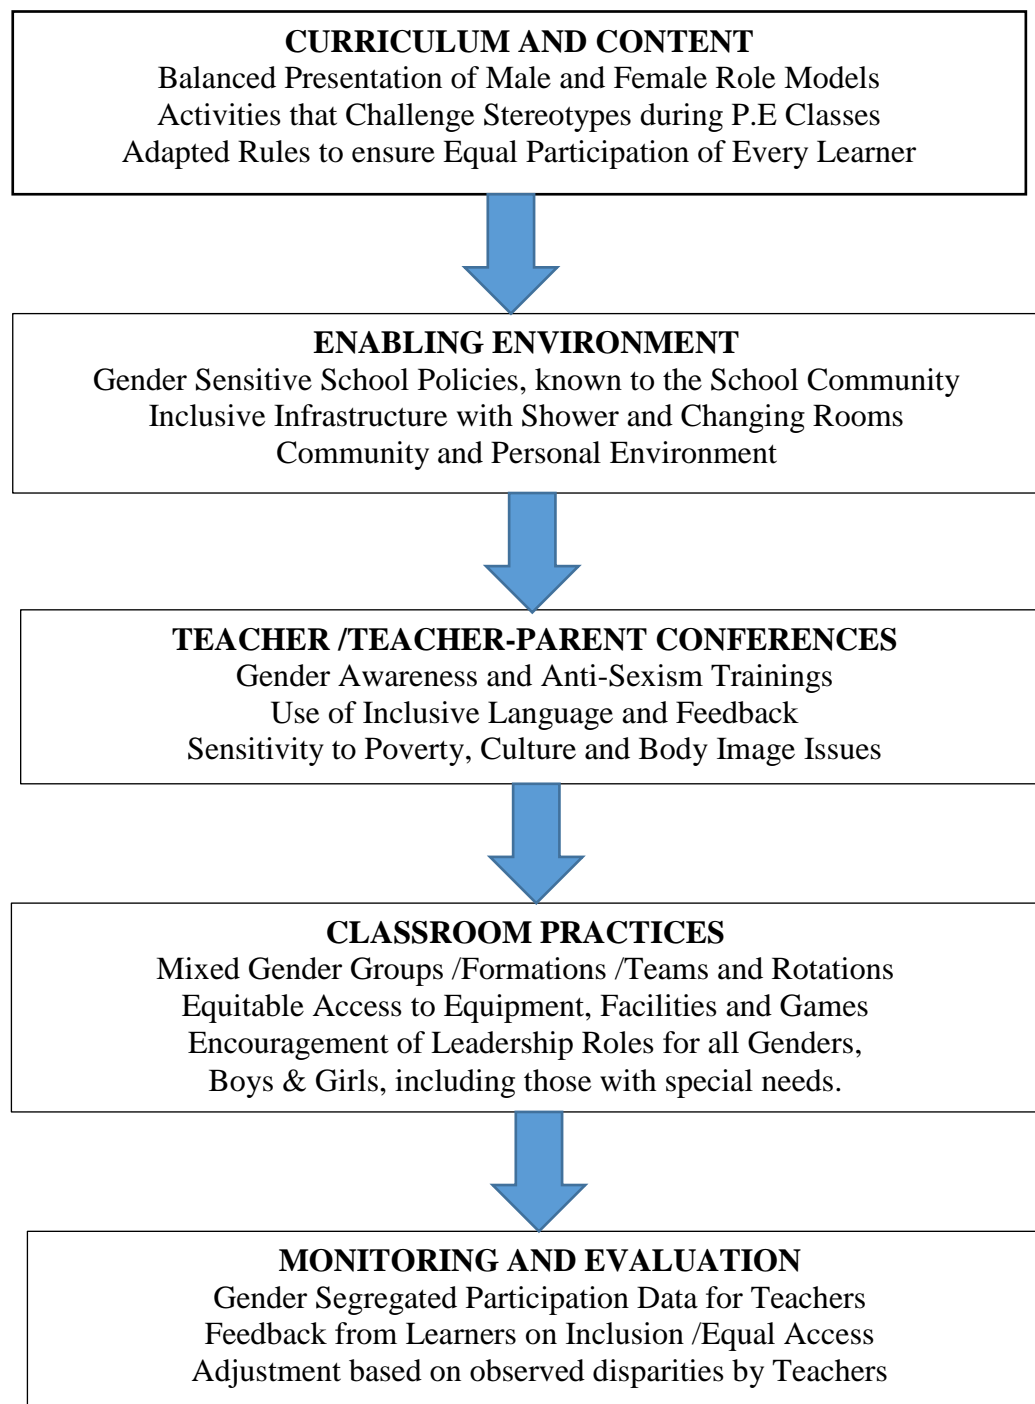 CURRICULUM AND CONTENT
Balanced Presentation of Male and Female Role Models
Activities that Challenge Stereotypes during P.E Classes
Adapted Rules to ensure Equal Participation of Every Learner
ENABLING ENVIRONMENT
Gender Sensitive School Policies, known to the School Community
Inclusive Infrastructure with Shower and Changing Rooms
Community and Personal Environment
TEACHER /TEACHER-PARENT CONFERENCES
Gender Awareness and Anti-Sexism Trainings
Use of Inclusive Language and Feedback
Sensitivity to Poverty, Culture and Body Image Issues
CLASSROOM PRACTICES
Mixed Gender Groups /Formations /Teams and Rotations
Equitable Access to Equipment, Facilities and Games
Encouragement of Leadership Roles for all Genders,
Boys & Girls, including those with special needs.
MONITORING AND EVALUATION
Gender Segregated Participation Data for Teachers
Feedback from Learners on Inclusion /Equal Access
Adjustment based on observed disparities by Teachers